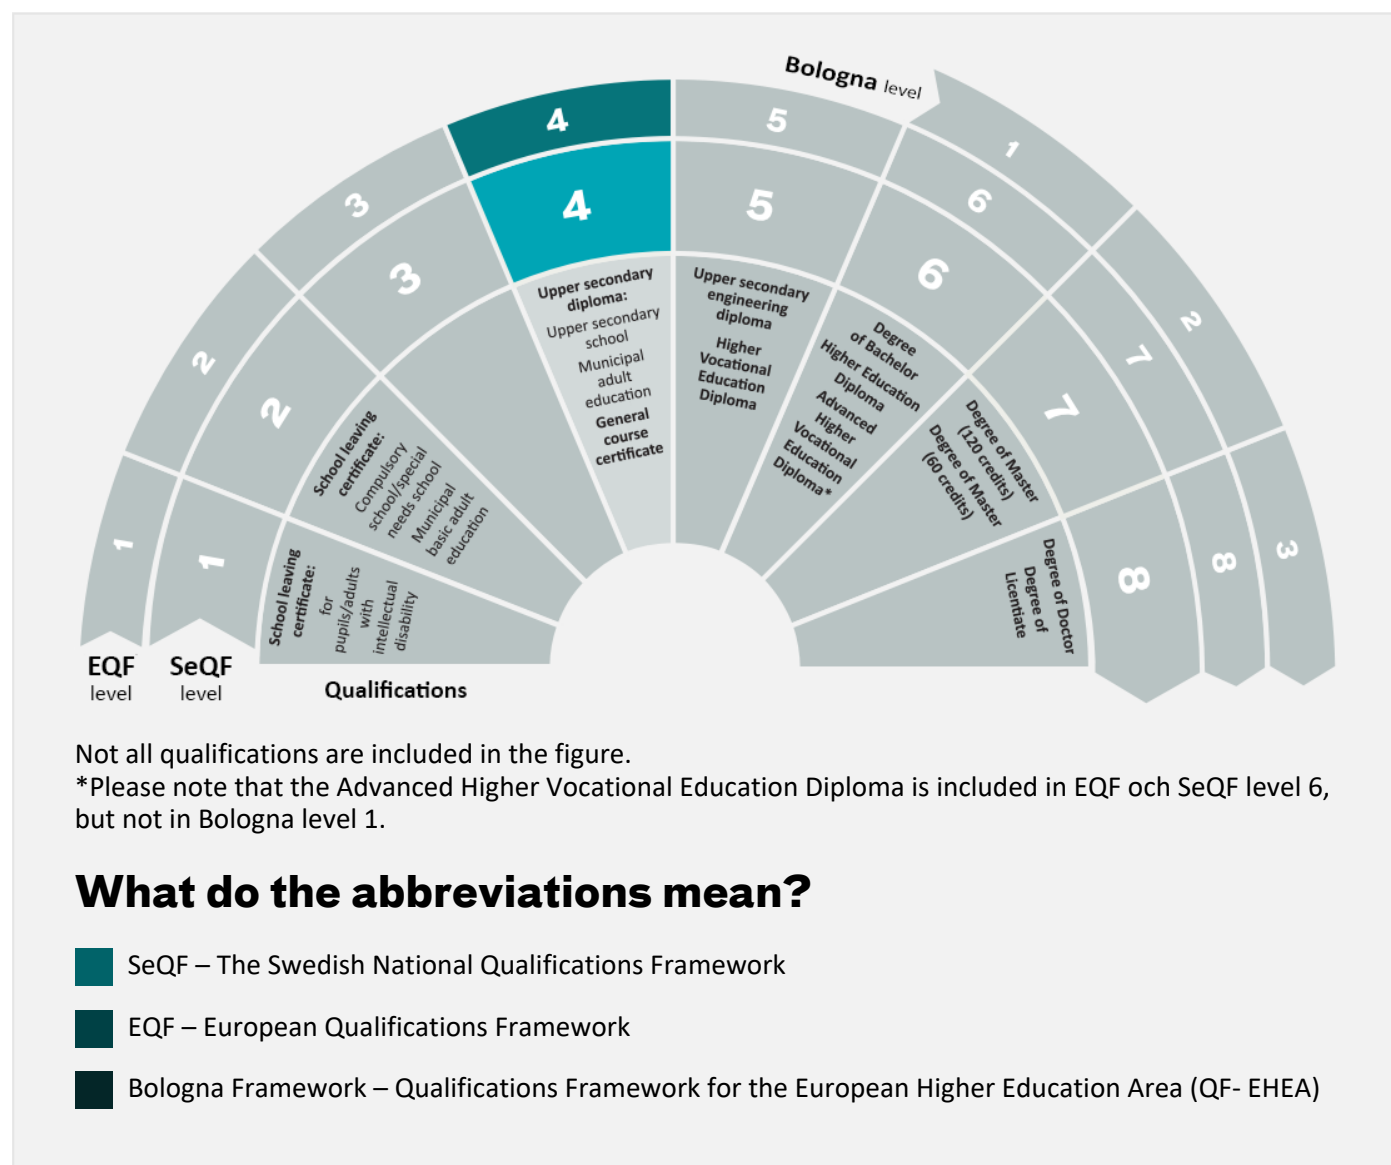 Bologna level
1
2
3
1
2
3
4
5
6
7
8
1
2
3
4
5
6
7
8
School leaving
certificate:
for
pupils/adults
with
intellectual
disability
School leaving
certificate:
Compulsory
school/special
needs school
Municipal
basic adult
education
Upper secondary
diploma:
Upper secondary
school
Municipal
adult
education
General
course
certificate
Upper secondary
engineering
diploma
Higher
Vocational
Education
Diploma
Degree
of Bachelor
Higher Education
Diploma
Advanced
Higher
Vocational
Education
Diploma*
Degree of Master
(120 credits)
Degree of Master
(60 credits)
Degree of Doctor
Degree of
Licentiate
EQF
level
SeQF
level
Qualifications
Not all qualifications are included in the figure.
*Please note that the Advanced Higher Vocational Education Diploma is included in EQF och SeQF level 6,
but not in Bologna level 1.
What do the abbreviations mean?
SeQF – The Swedish National Qualifications Framework
EQF – European Qualifications Framework
Bologna Framework – Qualifications Framework for the European Higher Education Area (QF- EHEA)